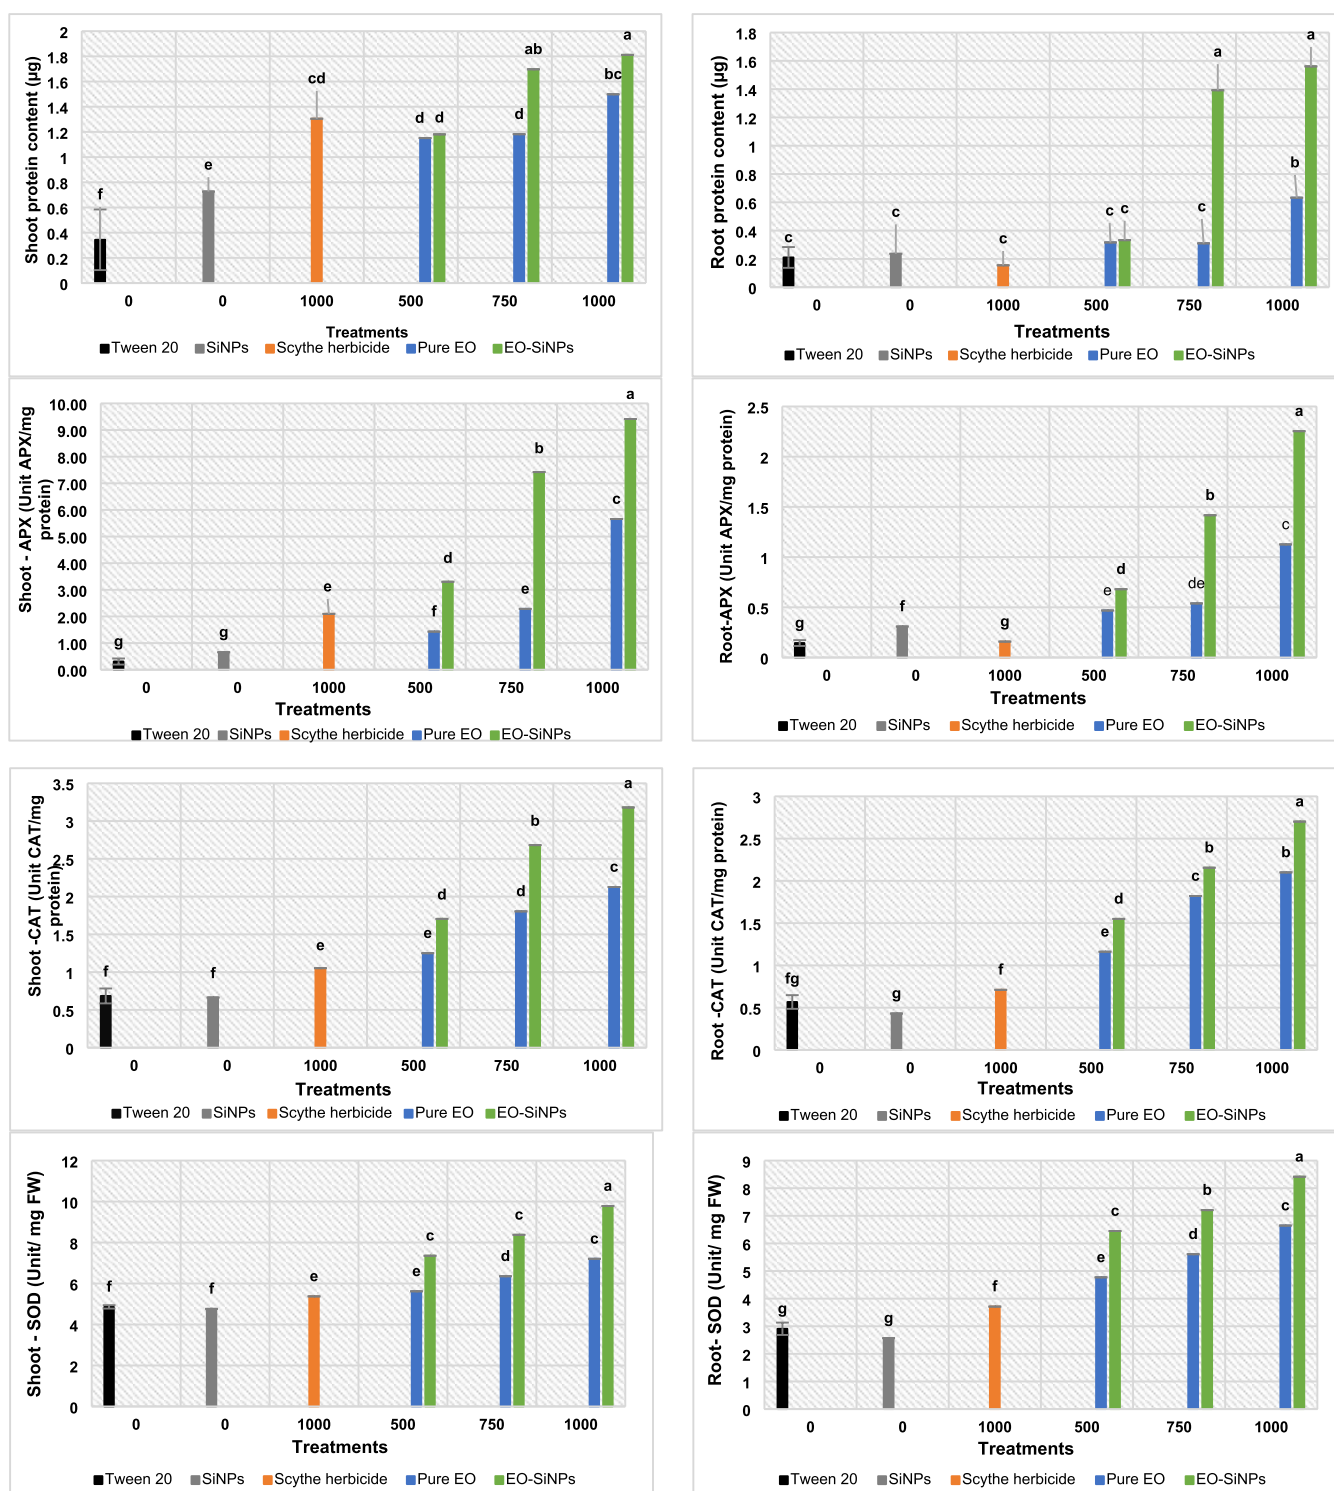 Shoot protein content (µg)
2
1.8
1.6
1.4
1.2
1
0.8
0.6
0.4
0.2
0
f
e
cd
d d
d ab
bc a
0 0 1000 500 750 1000
Treatments
Tween 20 SiNPs Scythe herbicide Pure EO EO-SiNPs
Root protein content (µg)
1.8
1.6
1.4
1.2
1
0.8
0.6
0.4
0.2
0
c
c
c
c c
c a
b a
0 0 1000 500 750 1000
Treatments
Tween 20 SiNPs Scythe herbicide Pure EO EO-SiNPs
Shoot - APX (Unit APX/mg
protein)
10.00
9.00
8.00
7.00
6.00
5.00
4.00
3.00
2.00
1.00
0.00
g
g
e
f d
e b
c a
0 0 1000 500 750 1000
Treatments
Tween 20 SiNPs Scythe herbicide Pure EO EO-SiNPs
Root-APX (Unit APX/mg protein)
2.5
2
1.5
1
0.5
0
g
f
g
e d
de b
c a
0 0 1000 500 750 1000
Treatments
Tween 20 SiNPs Scythe herbicide Pure EO EO-SiNPs
Shoot -CAT (Unit CAT/mg
protein)
3.5
3
2.5
2
1.5
1
0.5
0
f
f
e
e d
d b
c a
0 0 1000 500 750 1000
Treatments
Tween 20 SiNPs Scythe herbicide Pure EO EO-SiNPs
Root -CAT (Unit CAT/mg protein)
3
2.5
2
1.5
1
0.5
0
fg
g
f
e d
c b
b a
0 0 1000 500 750 1000
Treatments
Tween 20 SiNPs Scythe herbicide Pure EO EO-SiNPs
Shoot - SOD (Unit/ mg FW)
12
10
8
6
4
2
0
f
f
e
e c
d c
c a
0 0 1000 500 750 1000
Treatments
Tween 20 SiNPs Scythe herbicide Pure EO EO-SiNPs
Root- SOD (Unit/ mg FW)
9
8
7
6
5
4
3
2
1
0
g
g
f
e c
d b
c a
0 0 1000 500 750 1000
Treatments
Tween 20 SiNPs Scythe herbicide Pure EO EO-SiNPs